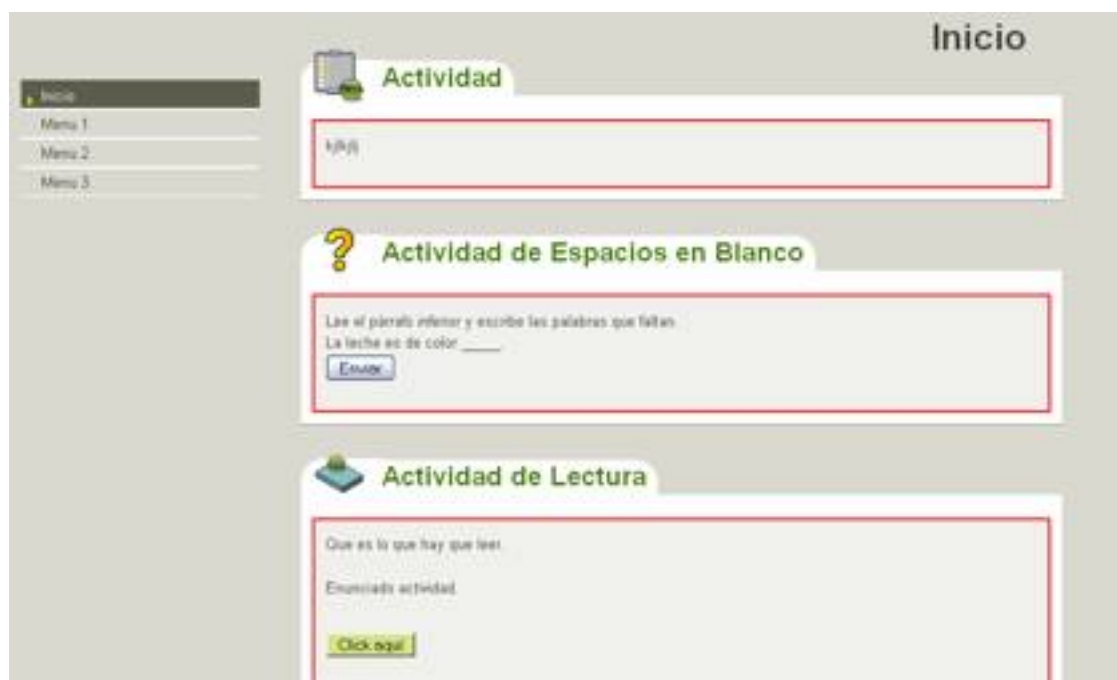 Inicio
Inicio
Menu 1
Menu 2
Menu 3
Actividad
Actividad de Espacios en Blanco
Lee el párrafo inferior y escribe las palabras que faltan.
La leche es de color _____
Enviar
Actividad de Lectura
Que es lo que hay que leer.
Enunciado actividad.
Click aquí